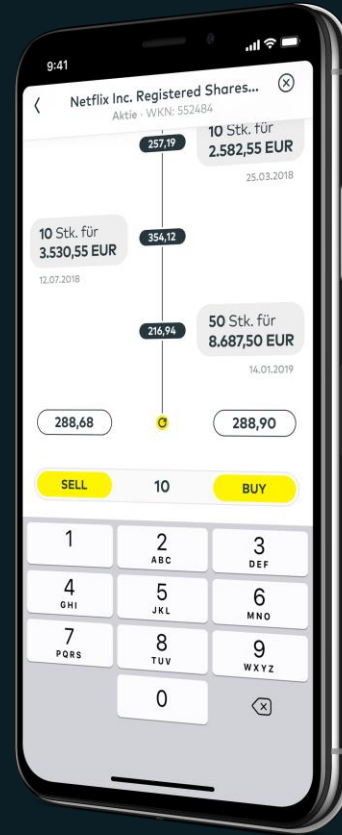 9:41
Netflix Inc. Registered Shares...
Aktie · WKN: 552484
257,19
10 Stk. für
2.582,55 EUR
25.03.2018
10 Stk. für
3.530,55 EUR
354,12
12.07.2018
216,94
50 Stk. für
8.687,50 EUR
14.01.2019
288,68
288,90
SELL
10
BUY
1
2
ABC
3
DEF
4
GHI
5
JKL
6
MNO
7
PQRS
8
TUV
9
WXYZ
0